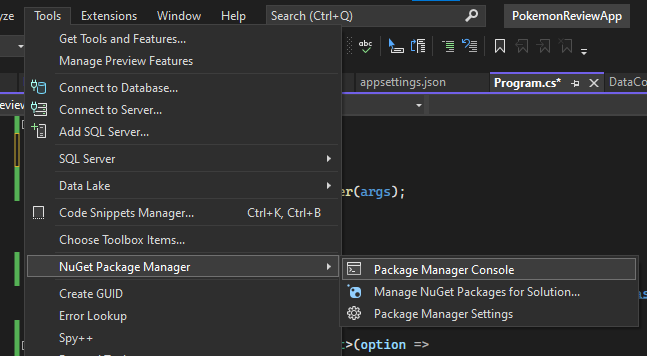 yze Tools Extensions Window Help Search (Ctrl+Q) PokemonReviewApp
Get Tools and Features...
Manage Preview Features
appsettings.json Program.cs* DataCo
Connect to Database...
Connect to Server...
Add SQL Server...
SQL Server
Data Lake
er(args);
Code Snippets Manager... Ctrl+K, Ctrl+B
Choose Toolbox Items...
NuGet Package Manager
Package Manager Console
Manage NuGet Packages for Solution...
Package Manager Settings
Create GUID
Error Lookup
Spy++
t>(option =>